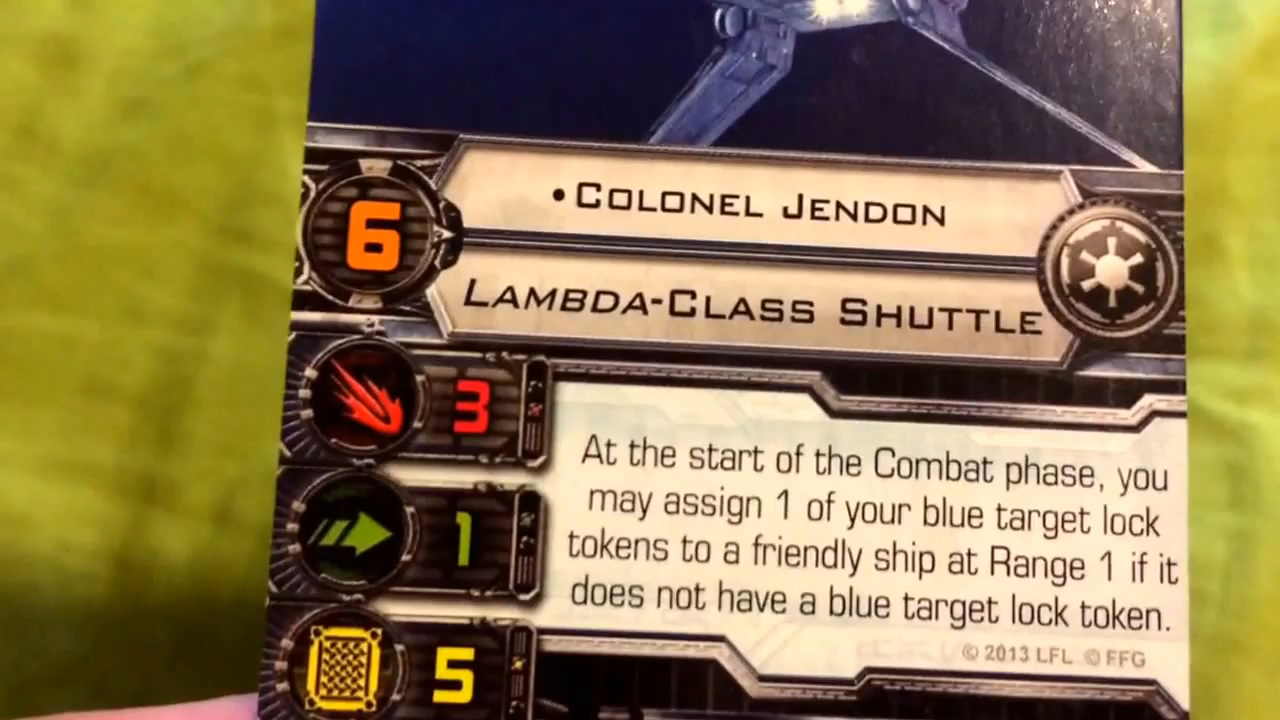 •COLONEL JENDON
6
LAMBDA-CLASS SHUTTLE
3
1
5
At the start of the Combat phase, you
may assign 1 of your blue target lock
tokens to a friendly ship at Range 1 if it
does not have a blue target lock token.
© 2013 LFL © FFG